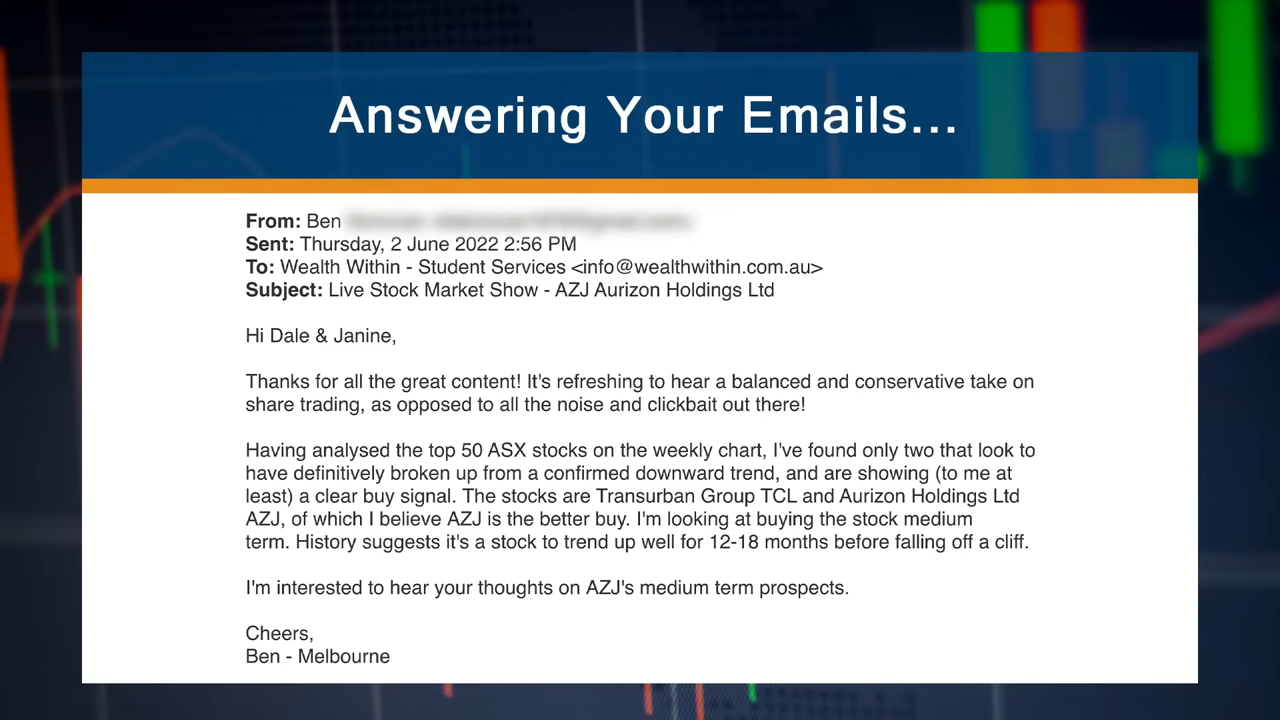 Answering Your Emails...
From: Ben
Sent: Thursday, 2 June 2022 2:56 PM
To: Wealth Within - Student Services <info@wealthwithin.com.au>
Subject: Live Stock Market Show - AZJ Aurizon Holdings Ltd
Hi Dale & Janine,
Thanks for all the great content! It's refreshing to hear a balanced and conservative take on
share trading, as opposed to all the noise and clickbait out there!
Having analysed the top 50 ASX stocks on the weekly chart, I've found only two that look to
have definitively broken up from a confirmed downward trend, and are showing (to me at
least) a clear buy signal. The stocks are Transurban Group TCL and Aurizon Holdings Ltd
AZJ, of which I believe AZJ is the better buy. I'm looking at buying the stock medium
term. History suggests it's a stock to trend up well for 12-18 months before falling off a cliff.
I'm interested to hear your thoughts on AZJ's medium term prospects.
Cheers,
Ben - Melbourne